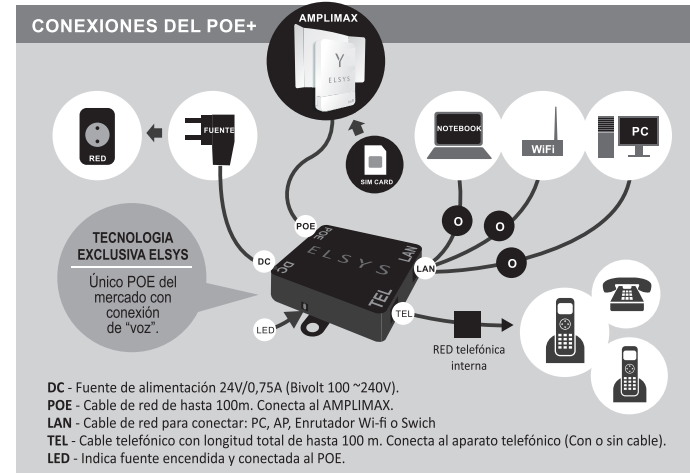 CONEXIONES DEL POE+
AMPLIMAX
Y
ELSYS
RED
FUENTE
SIM CARD
NOTEBOOK
WiFi
PC
O
O
O
POE
DC
LAN
TEL
LED
POE
ELSYS
LAN
DC
TEL
TECNOLOGIA
EXCLUSIVA ELSYS
Único POE del
mercado con
conexión
de “voz”.
RED telefónica
interna
DC - Fuente de alimentación 24V/0,75A (Bivolt 100 ~240V).
POE - Cable de red de hasta 100m. Conecta al AMPLIMAX.
LAN - Cable de red para conectar: PC, AP, Enrutador Wi-fi o Swich
TEL - Cable telefónico con longitud total de hasta 100 m. Conecta al aparato telefónico (Con o sin cable).
LED - Indica fuente encendida y conectada al POE.